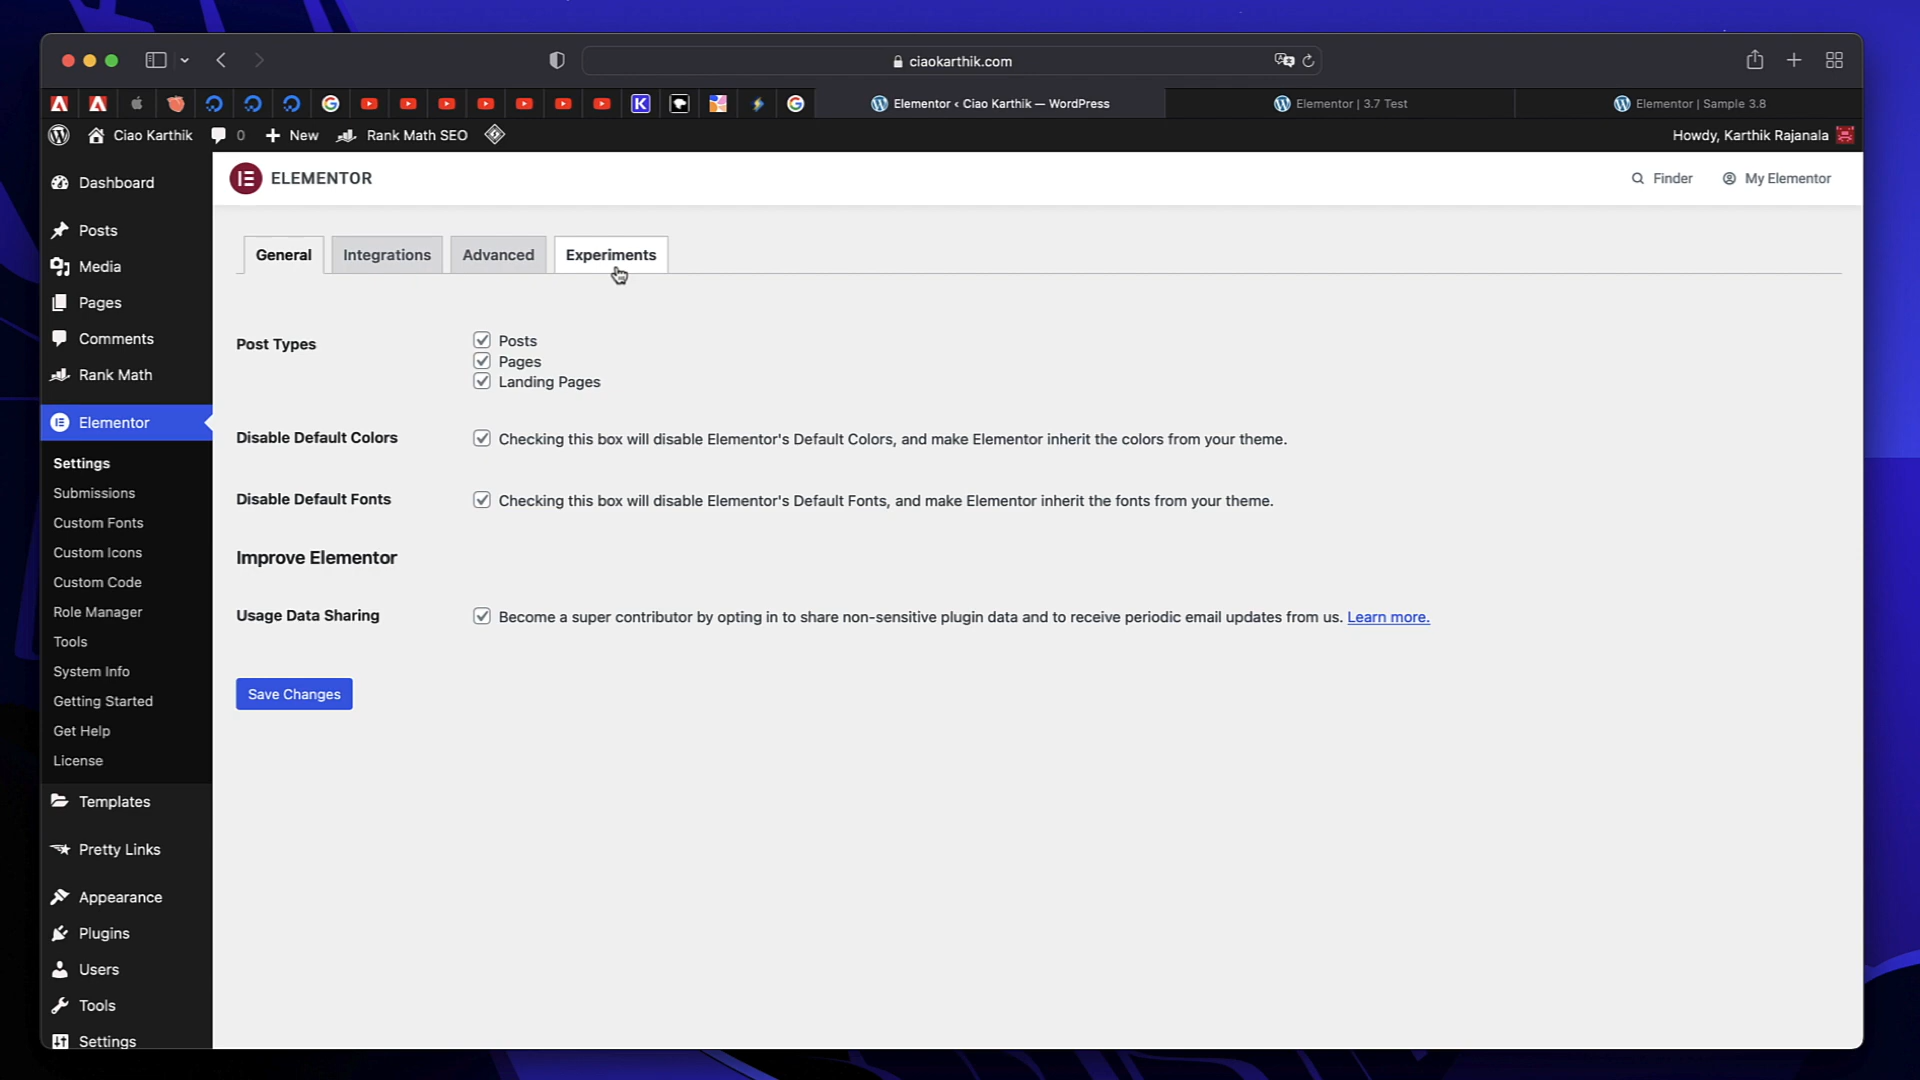 ciaokarthik.com
Elementor ‹ Ciao Karthik — WordPress
Elementor | 3.7 Test
Elementor | Sample 3.8
Ciao Karthik
0
New
Rank Math SEO
Howdy, Karthik Rajanala
ELEMENTOR
Finder
My Elementor
Dashboard
Posts
Media
Pages
Comments
Rank Math
Elementor
Settings
Submissions
Custom Fonts
Custom Icons
Custom Code
Role Manager
Tools
System Info
Getting Started
Get Help
License
Templates
Pretty Links
Appearance
Plugins
Users
Tools
Settings
General
Integrations
Advanced
Experiments
Post Types
Posts
Pages
Landing Pages
Disable Default Colors
Checking this box will disable Elementor's Default Colors, and make Elementor inherit the colors from your theme.
Disable Default Fonts
Checking this box will disable Elementor's Default Fonts, and make Elementor inherit the fonts from your theme.
Improve Elementor
Usage Data Sharing
Become a super contributor by opting in to share non-sensitive plugin data and to receive periodic email updates from us. Learn more.
Save Changes